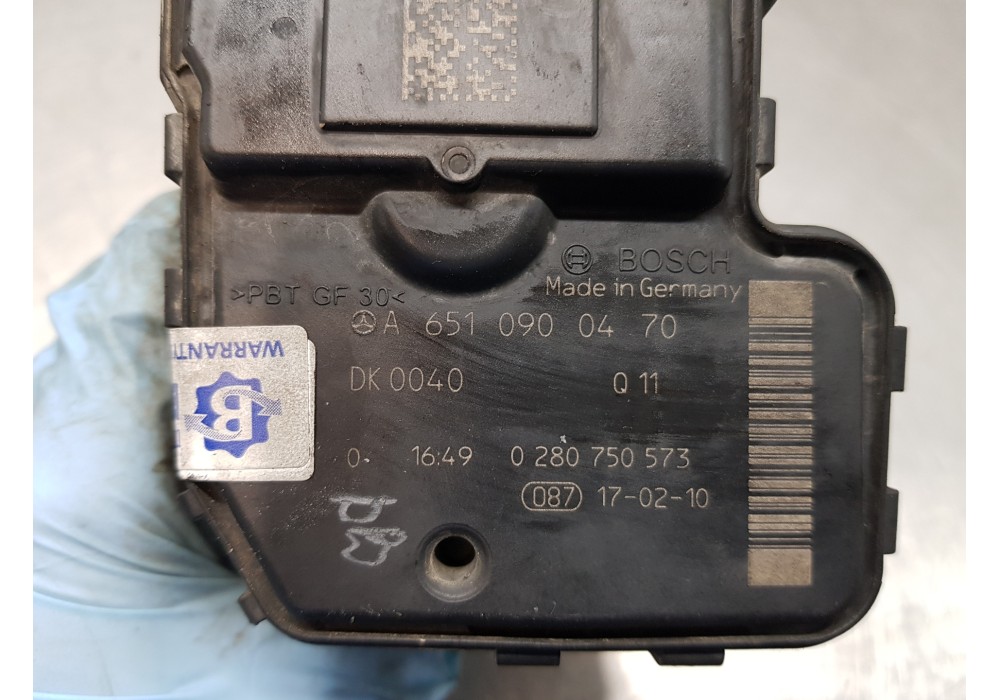 BOSCH
Made in Germany
>PBT GF 30<
A 651 090 04 70
DK 0040 Q 11
0- 16:49 0 280 750 573
087 17-02-10
WARRANTI
B